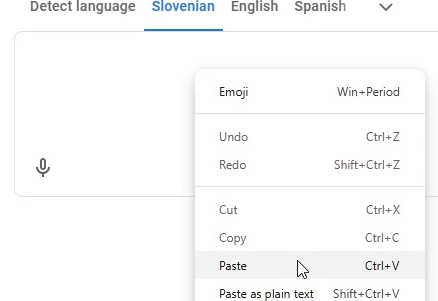 Detect language Slovenian English Spanish
Emoji Win+Period
Undo Ctrl+Z
Redo Shift+Ctrl+Z
Cut Ctrl+X
Copy Ctrl+C
Paste Ctrl+V
Paste as plain text Shift+Ctrl+V